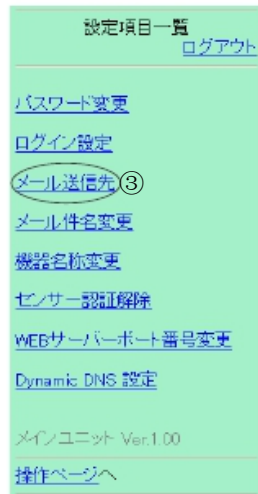 設定項目一覧
ログアウト
パスワード変更
ログイン設定
メール送信先③
メール件名変更
機器名称変更
センサー認証解除
WEBサーバーポート番号変更
Dynamic DNS 設定
メインユニット Ver.1.00
操作ページへ